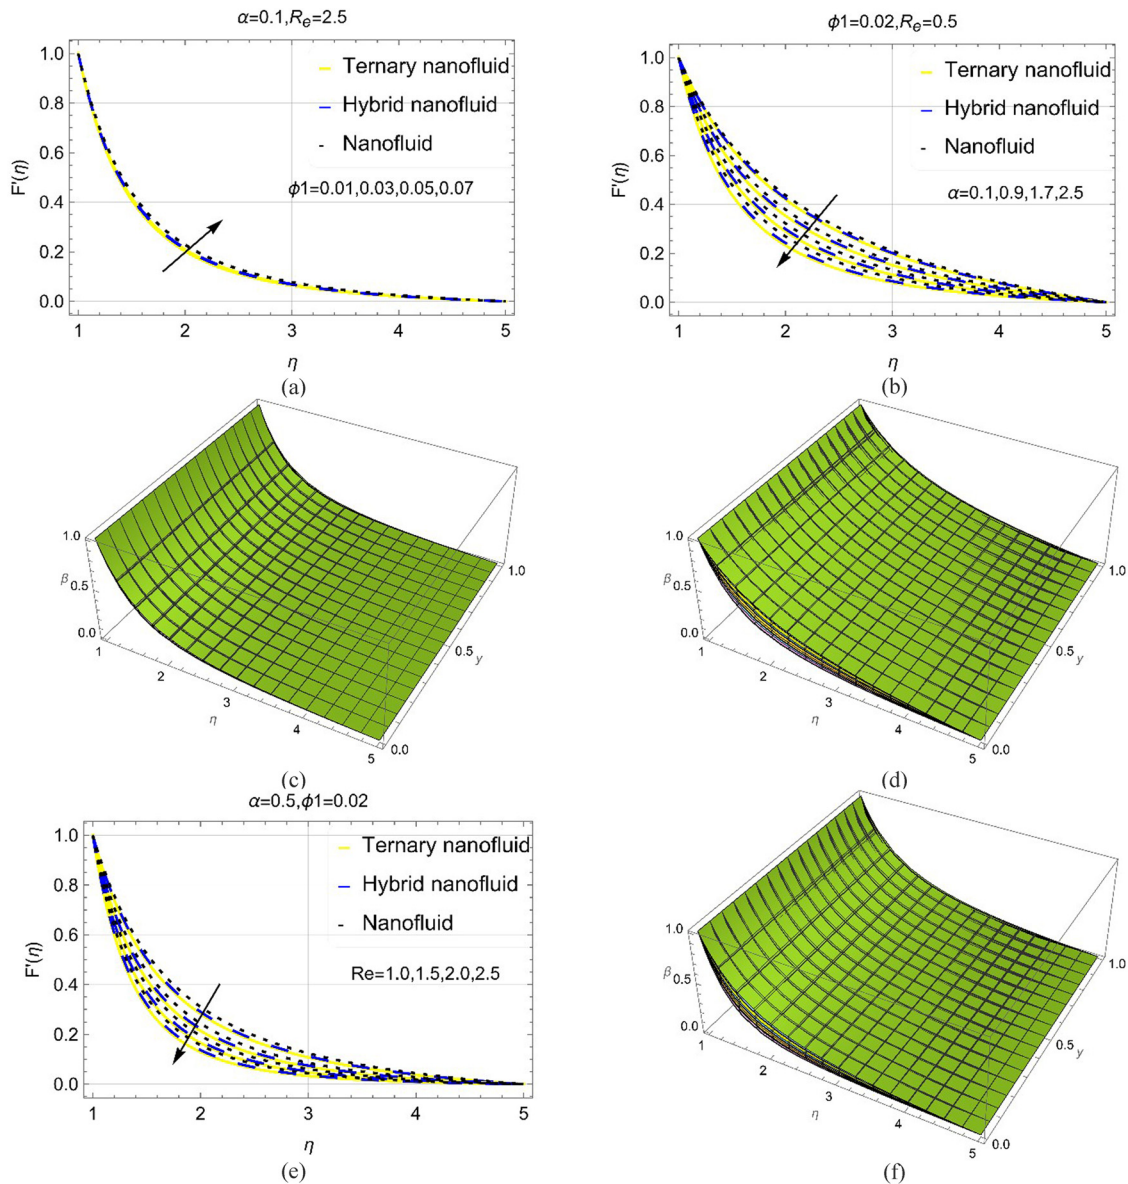 α=0.1,Re=2.5
1.0
0.8
0.6
0.4
0.2
0.0
F'(η)
Ternary nanofluid
Hybrid nanofluid
Nanofluid
ϕ1=0.01,0.03,0.05,0.07
1 2 3 4 5
η
(a)
ϕ1=0.02,Re=0.5
1.0
0.8
0.6
0.4
0.2
0.0
F'(η)
Ternary nanofluid
Hybrid nanofluid
Nanofluid
α=0.1,0.9,1.7,2.5
1 2 3 4 5
η
(b)
1.0
β 0.5
0.0
1
2
3
η
4
5
0.0
0.5 y
1.0
(c)
1.0
β 0.5
0.0
1
2
3
η
4
5
0.0
0.5 y
1.0
(d)
α=0.5,ϕ1=0.02
1.0
0.8
0.6
0.4
0.2
0.0
F'(η)
Ternary nanofluid
Hybrid nanofluid
Nanofluid
Re=1.0,1.5,2.0,2.5
1 2 3 4 5
η
(e)
1.0
β 0.5
0.0
1
2
3
η
4
5
0.0
0.5 y
1.0
(f)